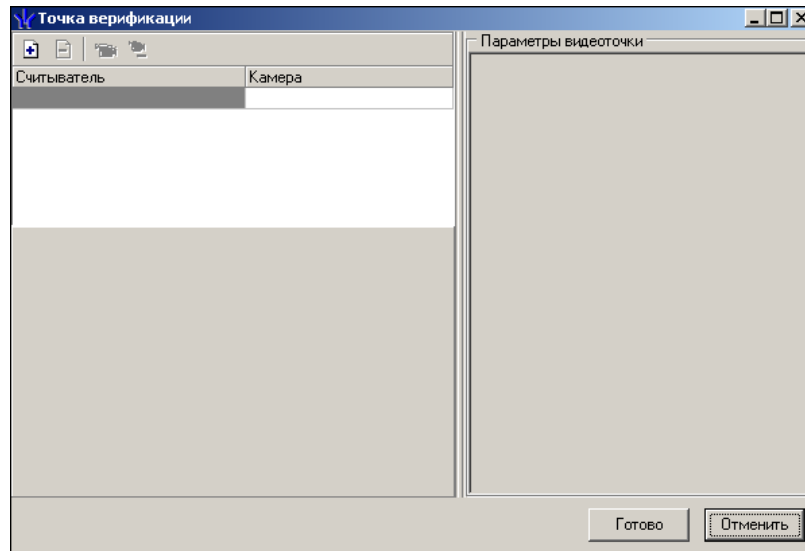 Точка верификации
Параметры видеоточки
Считыватель Камера
Готово Отменить